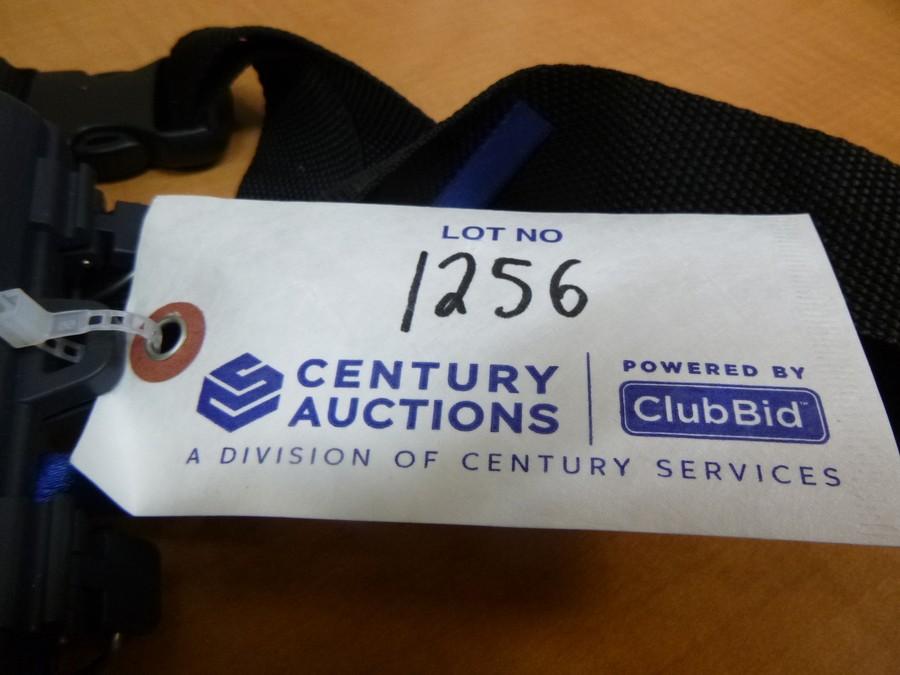 LOT NO
1256
CENTURY
AUCTIONS
POWERED BY
ClubBid™
A DIVISION OF CENTURY SERVICES